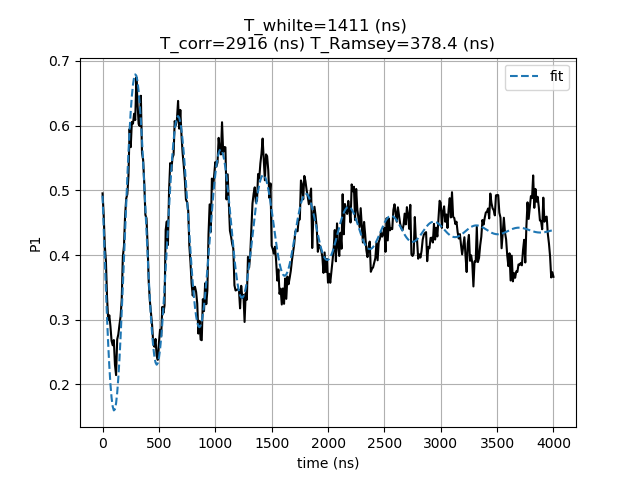 T_whilte=1411 (ns)
T_corr=2916 (ns) T_Ramsey=378.4 (ns)
fit
0.7
0.6
0.5
0.4
0.3
0.2
P1
0 500 1000 1500 2000 2500 3000 3500 4000
time (ns)